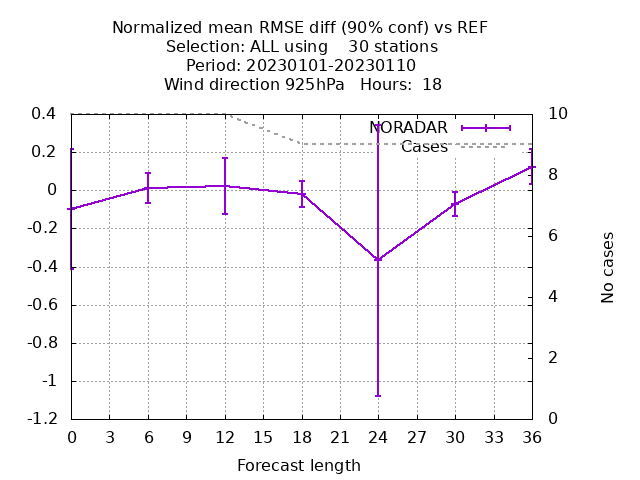 Normalized mean RMSE diff (90% conf) vs REF
Selection: ALL using    30 stations
Period: 20230101-20230110
Wind direction 925hPa   Hours:  18
NORADAR
Cases
0.4
0.2
0
-0.2
-0.4
-0.6
-0.8
-1
-1.2
10
8
6
4
2
0
No cases
0 3 6 9 12 15 18 21 24 27 30 33 36
Forecast length